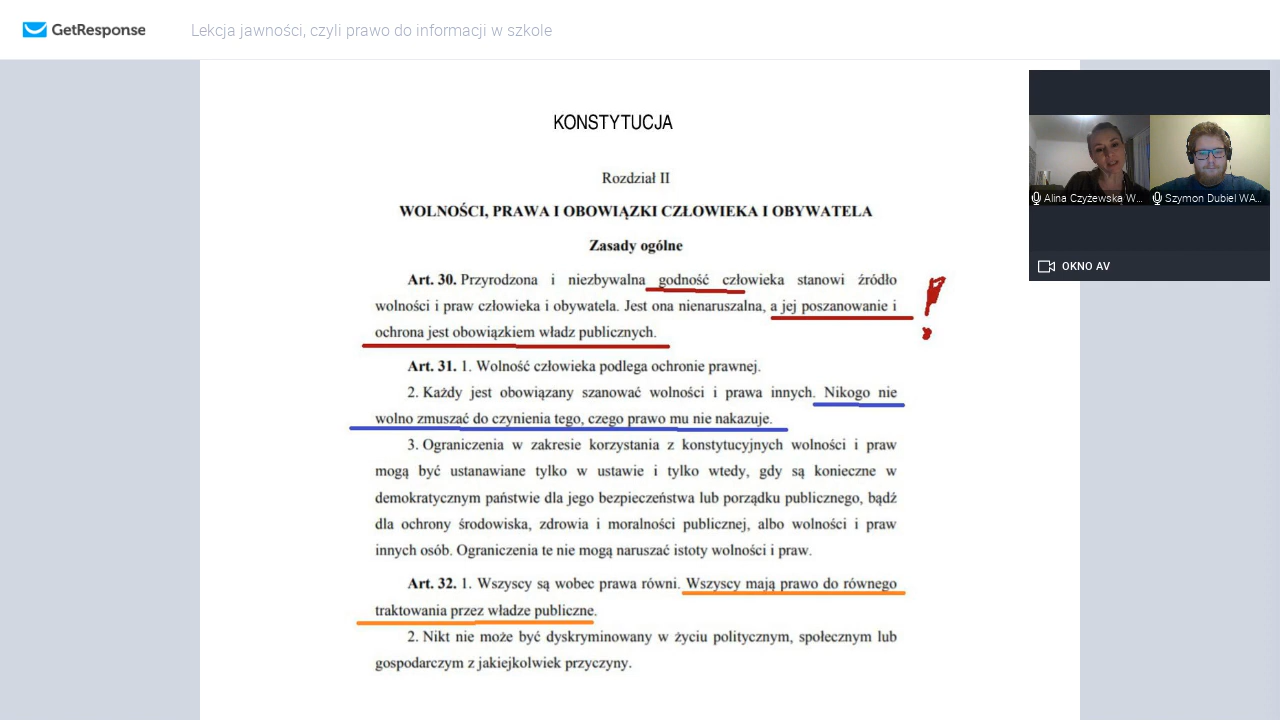 GetResponse
Lekcja jawności, czyli prawo do informacji w szkole
KONSTYTUCJA
Rozdział II
WOLNOŚCI, PRAWA I OBOWIĄZKI CZŁOWIEKA I OBYWATELA
Zasady ogólne
Art. 30. Przyrodzona i niezbywalna godność człowieka stanowi źródło
wolności i praw człowieka i obywatela. Jest ona nienaruszalna, a jej poszanowanie i
ochrona jest obowiązkiem władz publicznych.
!
Art. 31. 1. Wolność człowieka podlega ochronie prawnej.
2. Każdy jest obowiązany szanować wolności i prawa innych. Nikogo nie
wolno zmuszać do czynienia tego, czego prawo mu nie nakazuje.
3. Ograniczenia w zakresie korzystania z konstytucyjnych wolności i praw
mogą być ustanawiane tylko w ustawie i tylko wtedy, gdy są konieczne w
demokratycznym państwie dla jego bezpieczeństwa lub porządku publicznego, bądź
dla ochrony środowiska, zdrowia i moralności publicznej, albo wolności i praw
innych osób. Ograniczenia te nie mogą naruszać istoty wolności i praw.
Art. 32. 1. Wszyscy są wobec prawa równi. Wszyscy mają prawo do równego
traktowania przez władze publiczne.
2. Nikt nie może być dyskryminowany w życiu politycznym, społecznym lub
gospodarczym z jakiejkolwiek przyczyny.
Alina Czyżewska W...
Szymon Dubiel WA...
OKNO AV